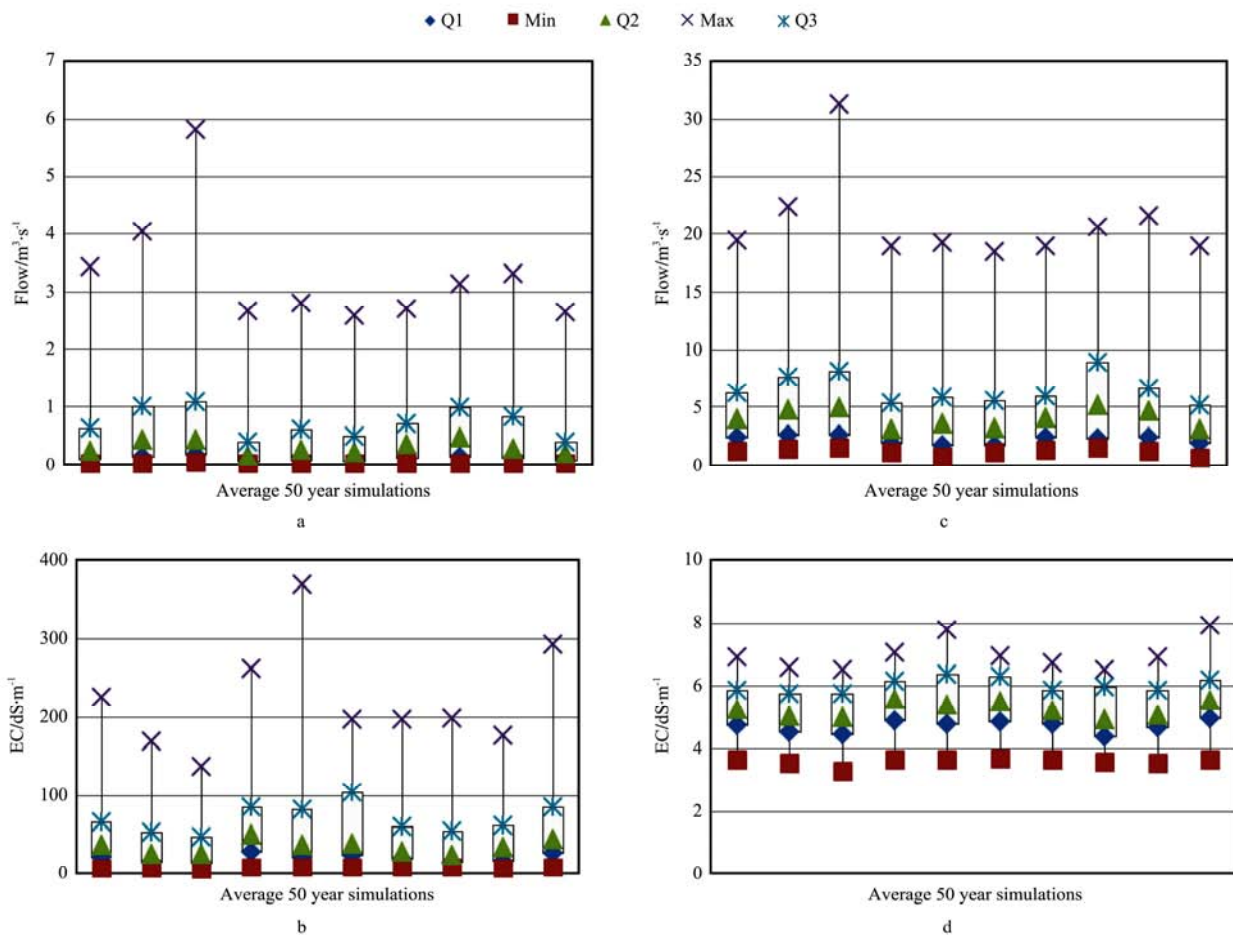 Q1 Min Q2 Max Q3
7
6
5
4
3
2
1
0
Flow/m³·s⁻¹
Average 50 year simulations
a
35
30
25
20
15
10
5
0
Flow/m³·s⁻¹
Average 50 year simulations
c
400
300
200
100
0
EC/dS·m⁻¹
Average 50 year simulations
b
10
8
6
4
2
0
EC/dS·m⁻¹
Average 50 year simulations
d